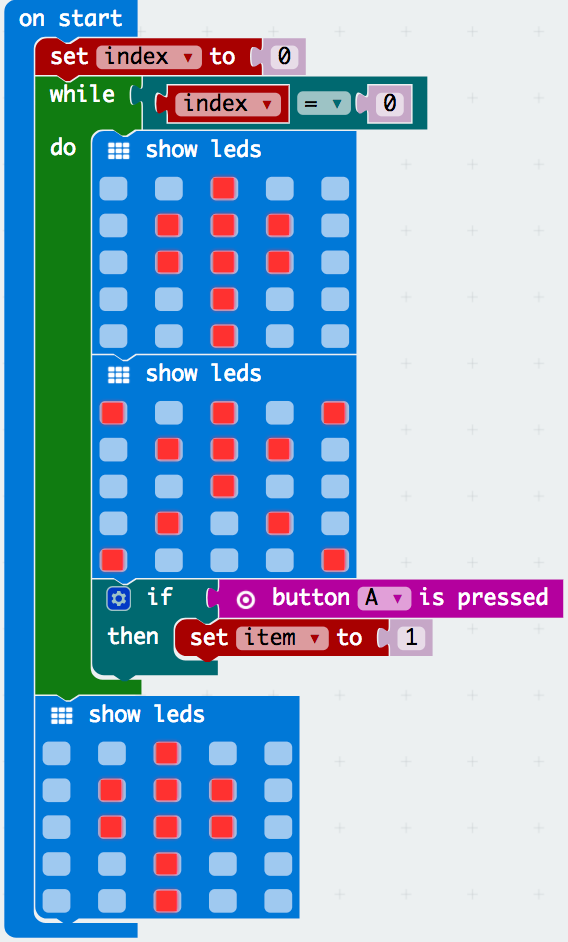 on start
set index to 0
while index = 0
do show leds
show leds
if button A is pressed
then set item to 1
show leds